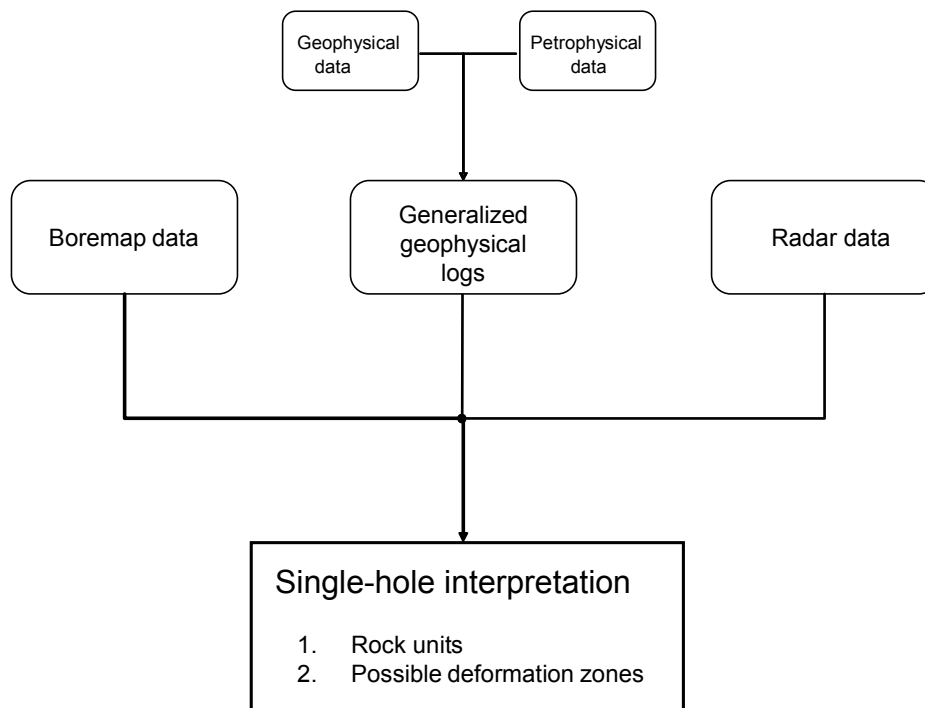 Geophysical
data
Petrophysical
data
Boremap data
Generalized
geophysical
logs
Radar data
Single-hole interpretation
1. Rock units
2. Possible deformation zones